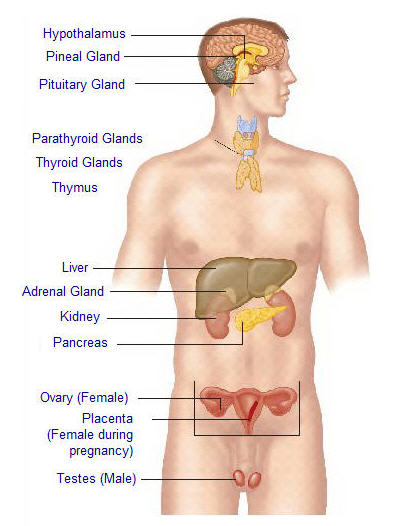 Hypothalamus
Pineal Gland
Pituitary Gland
Parathyroid Glands
Thyroid Glands
Thymus
Liver
Adrenal Gland
Kidney
Pancreas
Ovary (Female)
Placenta
(Female during
pregnancy)
Testes (Male)